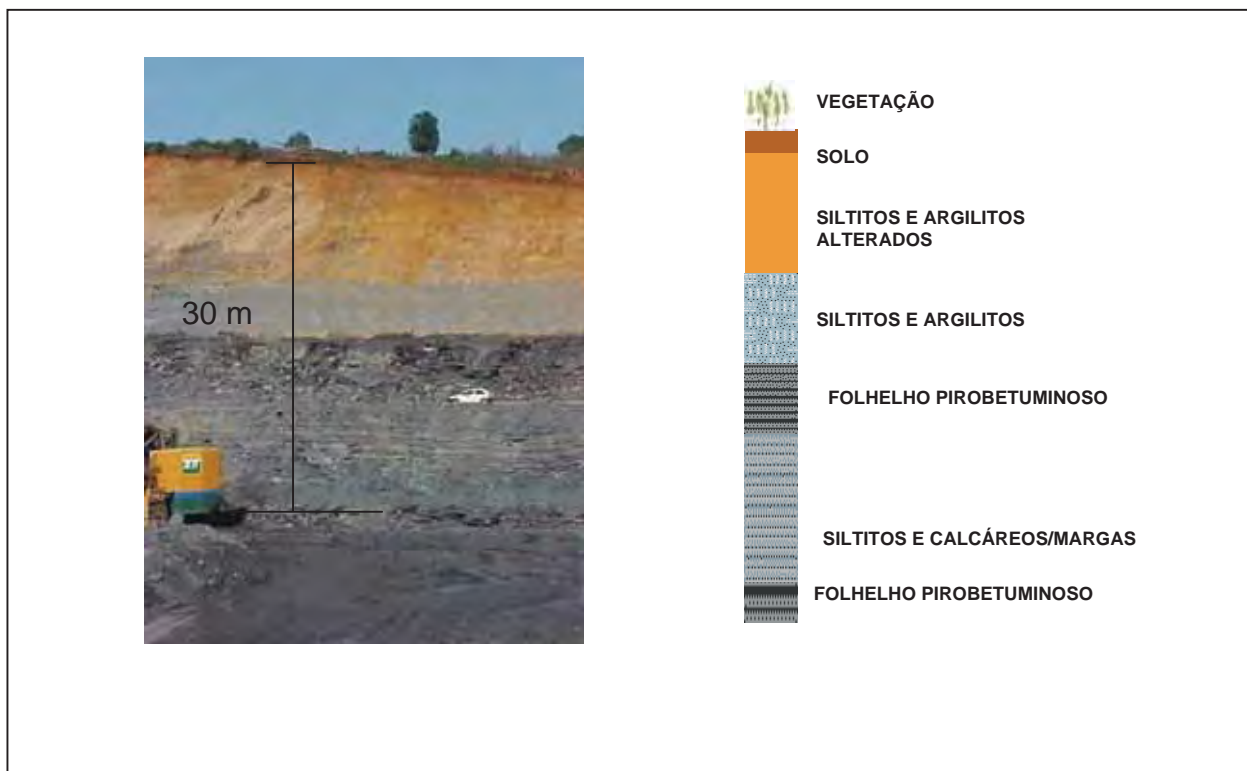 VEGETAÇÃO
SOLO
SILTITOS E ARGILITOS
ALTERADOS
30 m
SILTITOS E ARGILITOS
FOLHELHO PIROBETUMINOSO
SILTITOS E CALCÁREOS/MARGAS
FOLHELHO PIROBETUMINOSO